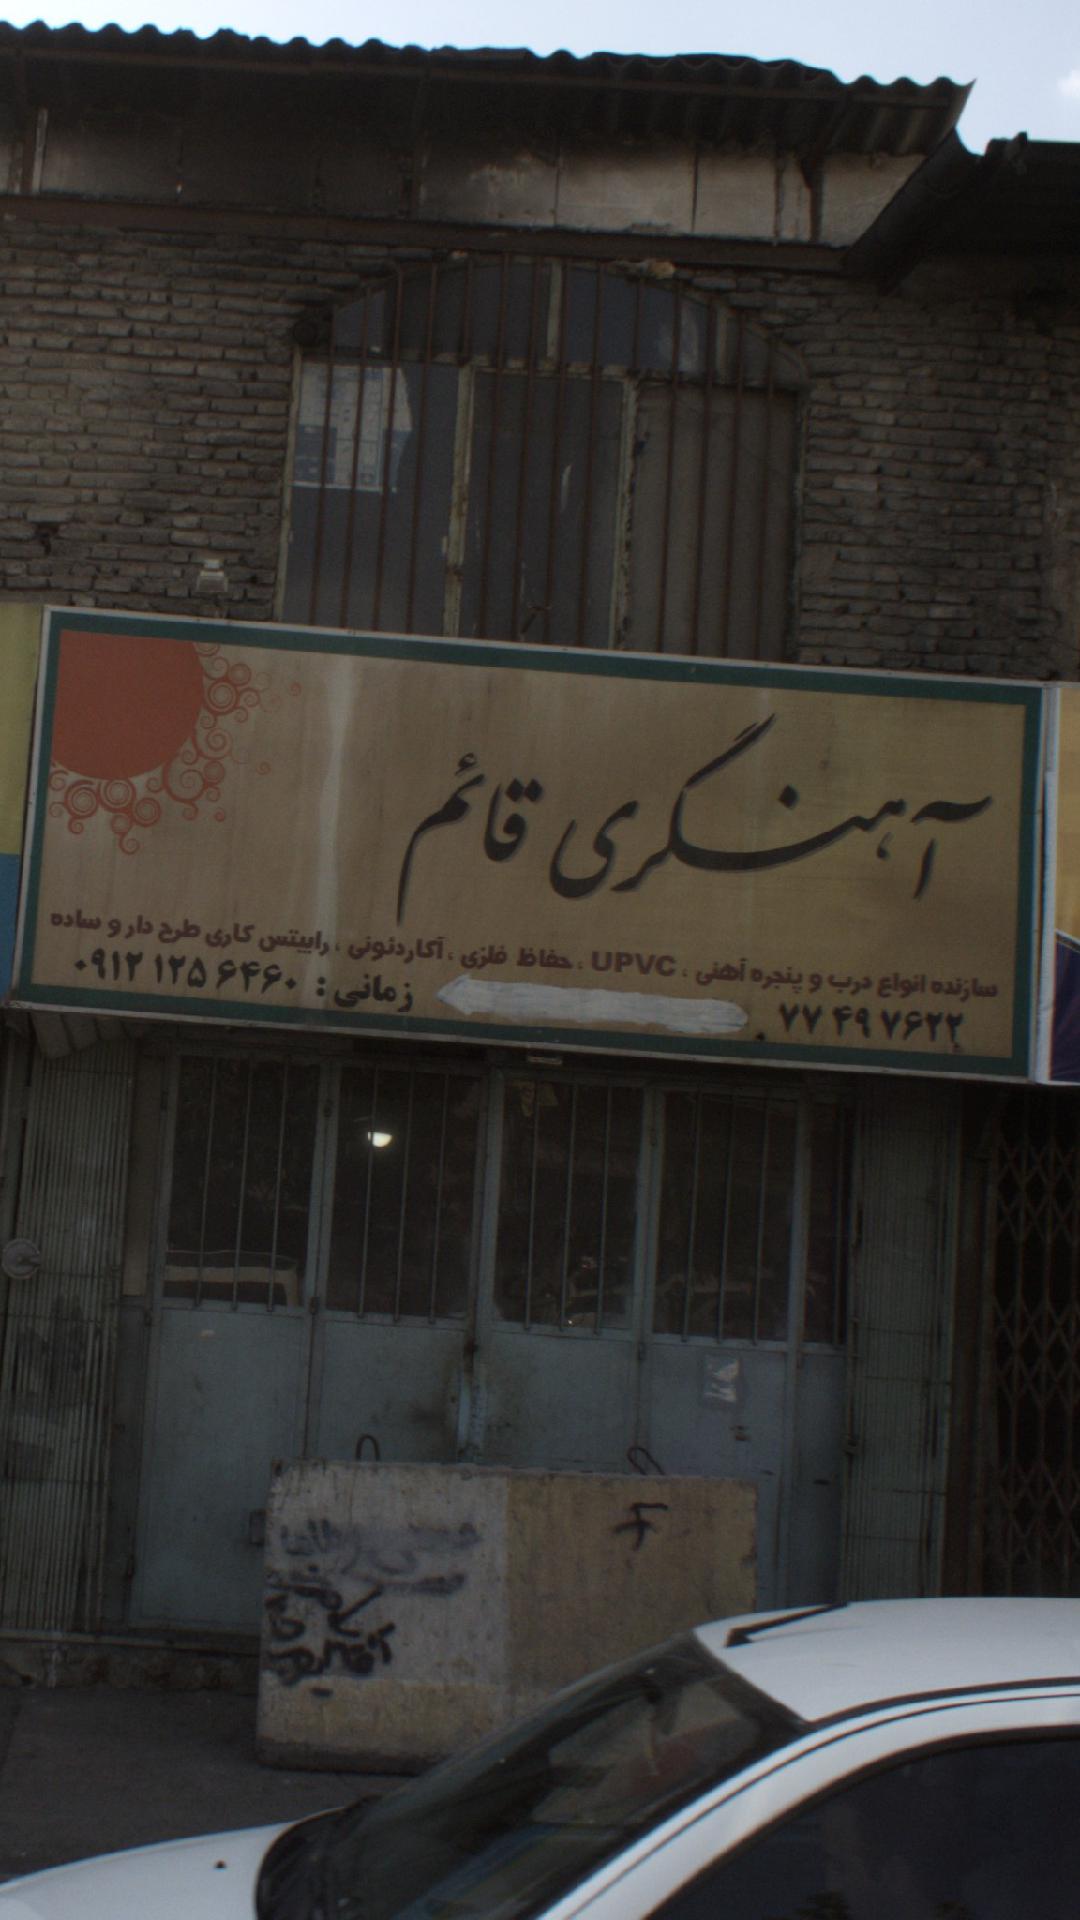 آهنگری قائم
سازنده انواع درب و پنجره آهنی ، UPVC ، حفاظ فلزی ، آکاردئونی ، رابیتس کاری طرح دار و ساده
۷۷ ۴۹ ۷۶۲۲ زمانی : ۰۹۱۲ ۱۲۵ ۶۴۶۰